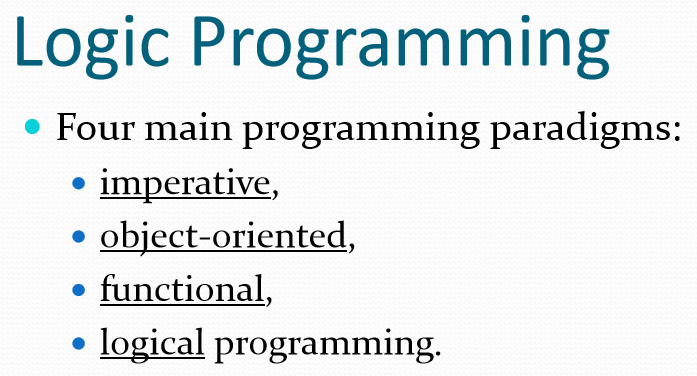 Logic Programming
• Four main programming paradigms:
• imperative,
• object-oriented,
• functional,
• logical programming.